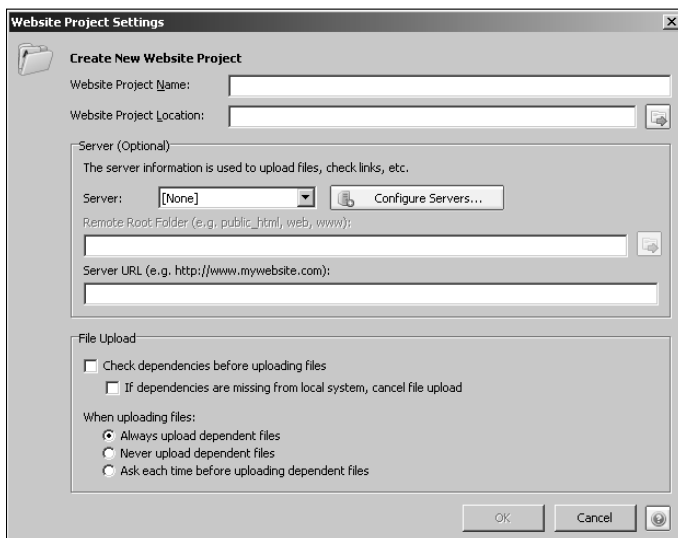 Website Project Settings
Create New Website Project
Website Project Name:
Website Project Location:
Server (Optional)
The server information is used to upload files, check links, etc.
Server: [None] Configure Servers...
Remote Root Folder (e.g. public_html, web, www):
Server URL (e.g. http://www.mywebsite.com):
File Upload
Check dependencies before uploading files
If dependencies are missing from local system, cancel file upload
When uploading files:
Always upload dependent files
Never upload dependent files
Ask each time before uploading dependent files
OK Cancel